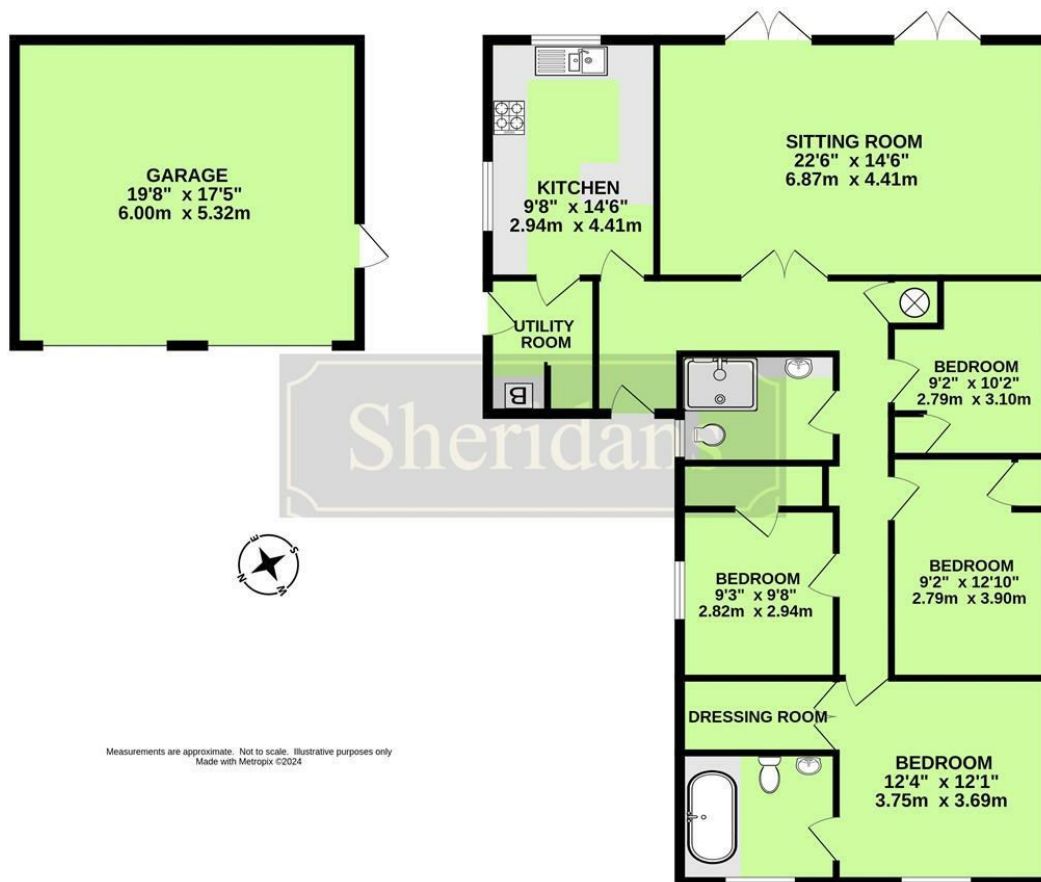 GARAGE
19'8" x 17'5"
6.00m x 5.32m
KITCHEN
9'8" x 14'6"
2.94m x 4.41m
SITTING ROOM
22'6" x 14'6"
6.87m x 4.41m
UTILITY
ROOM
B
BEDROOM
9'2" x 10'2"
2.79m x 3.10m
Sheridans
BEDROOM
9'3" x 9'8"
2.82m x 2.94m
BEDROOM
9'2" x 12'10"
2.79m x 3.90m
E
S
N
W
DRESSING ROOM
BEDROOM
12'4" x 12'1"
3.75m x 3.69m
Measurements are approximate. Not to scale. Illustrative purposes only
Made with Metropix ©2024